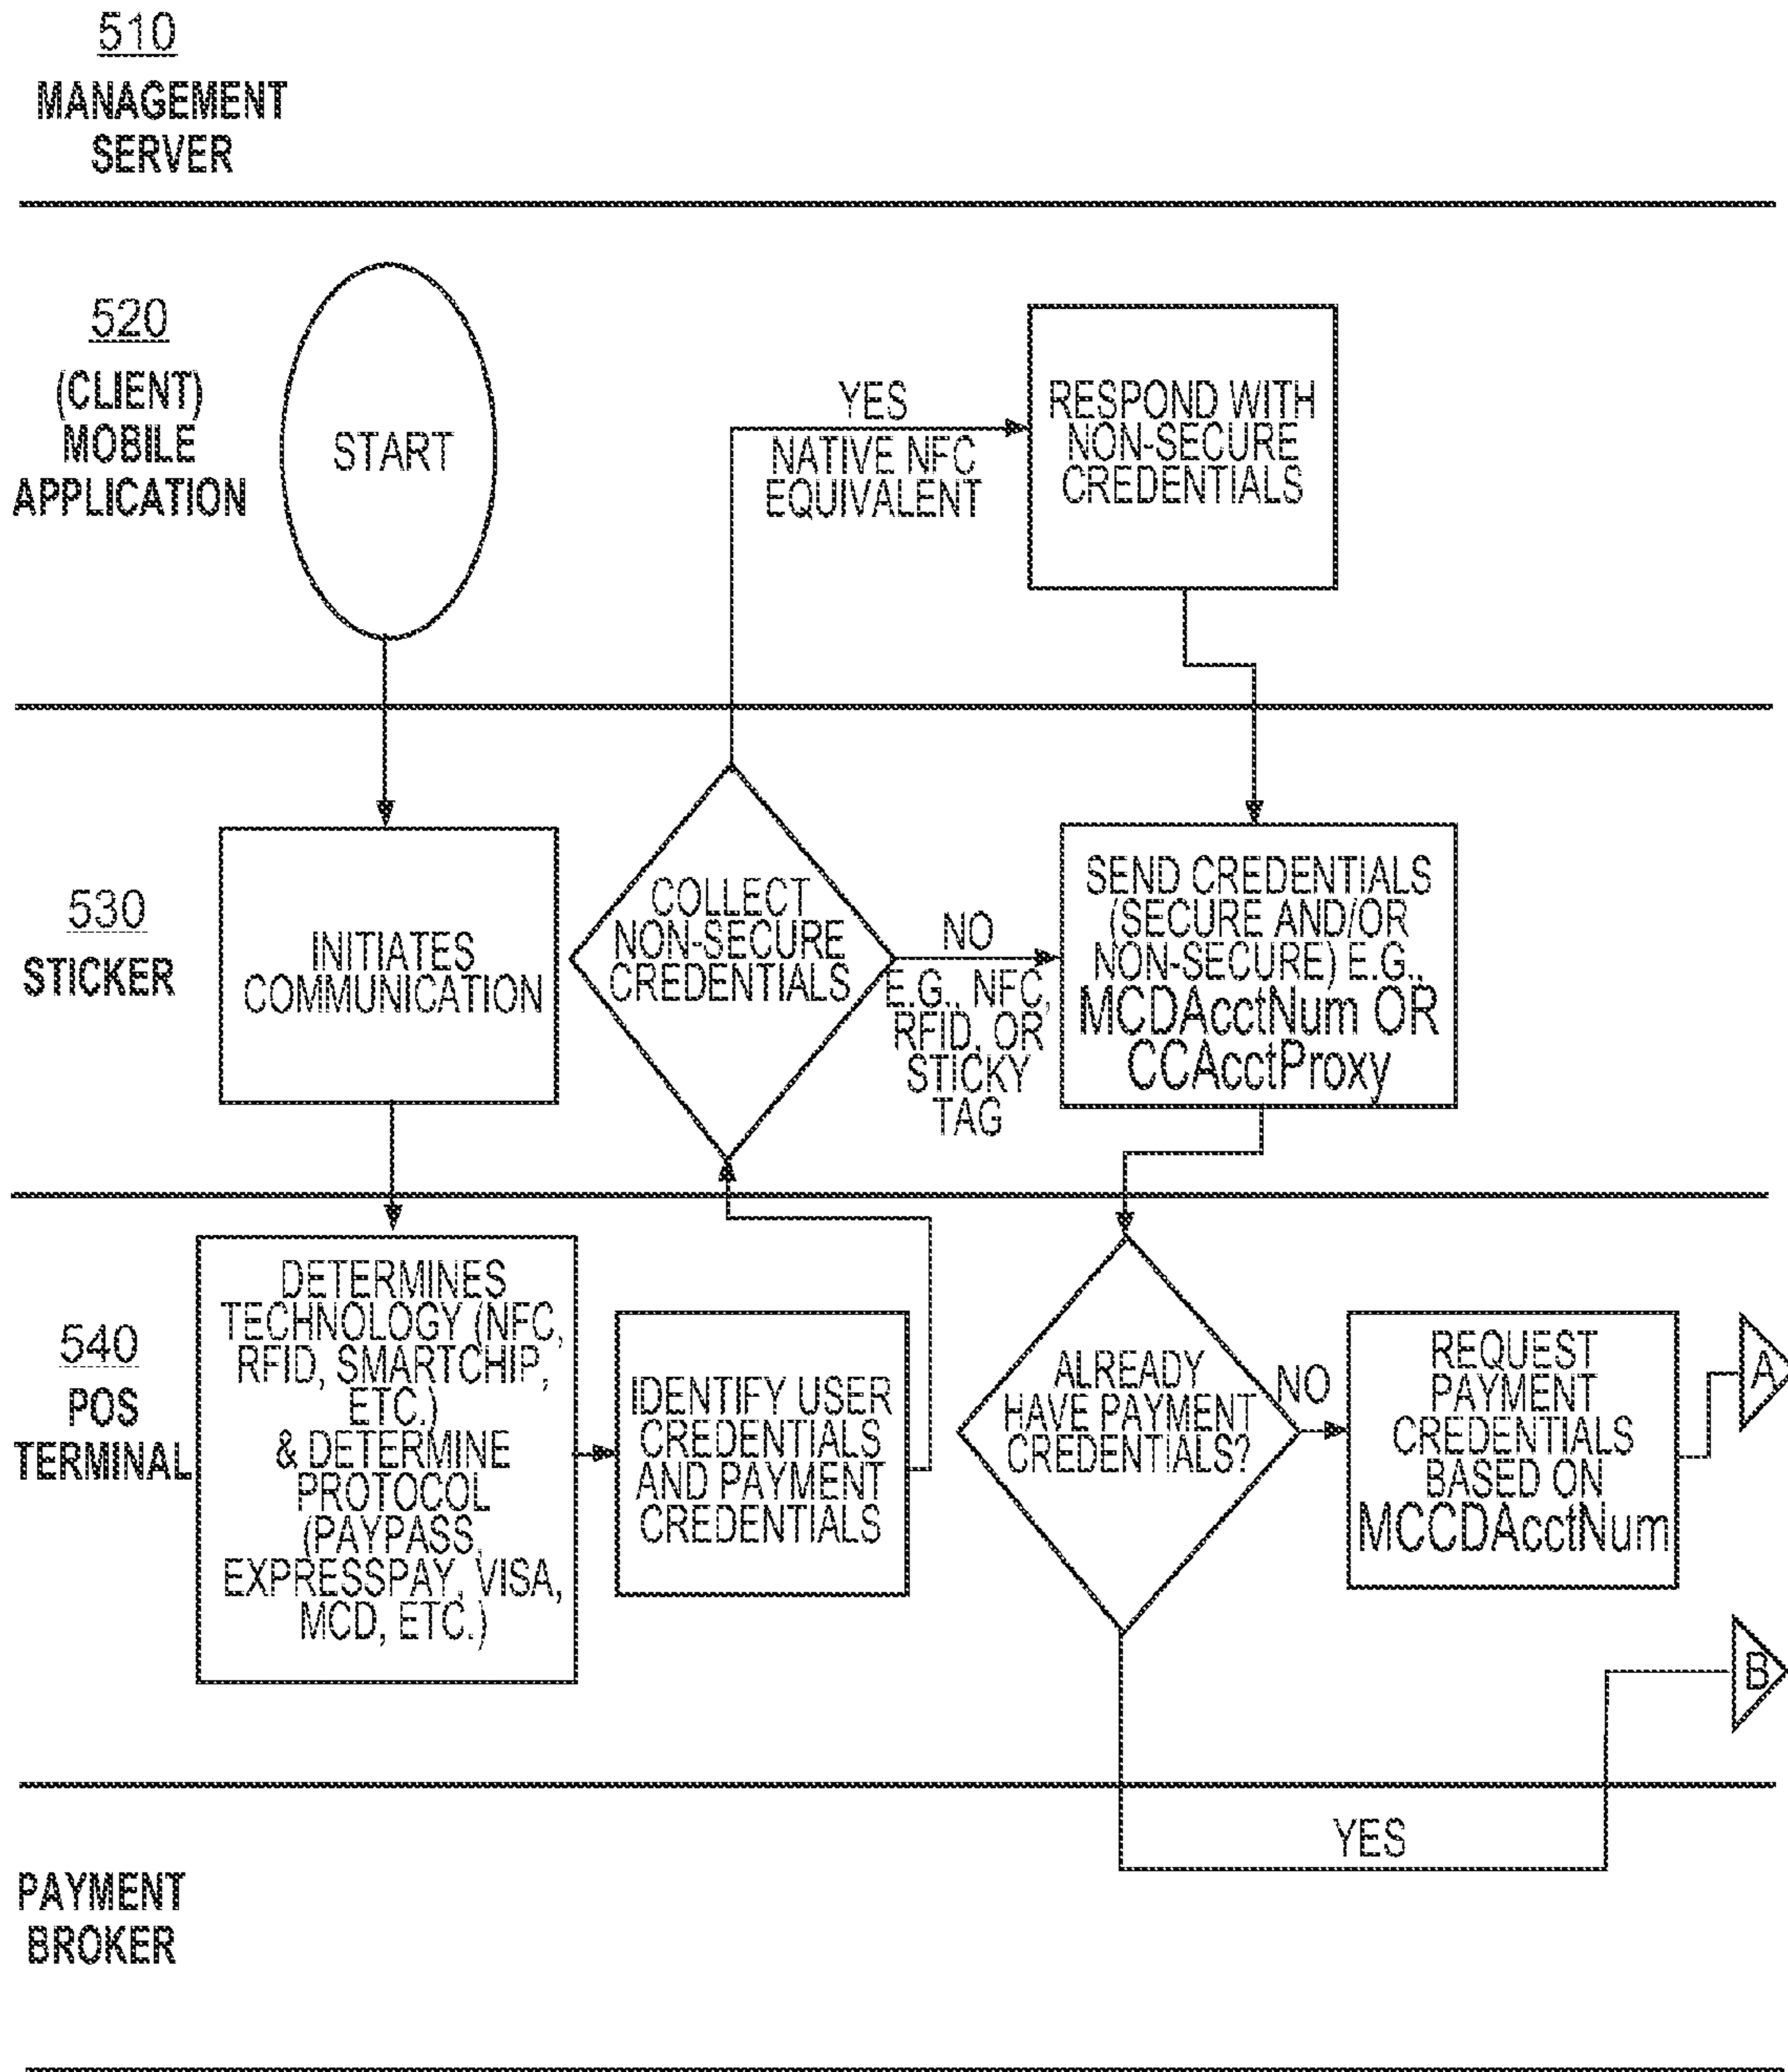 510
MANAGEMENT
SERVER
520
(CLIENT)
MOBILE
APPLICATION
START
YES
NATIVE NFC
EQUIVALENT
RESPOND WITH
NON-SECURE
CREDENTIALS
530
STICKER
INITIATES
COMMUNICATION
COLLECT
NON-SECURE
CREDENTIALS
NO
E.G., NFC,
RFID, OR
STICKY
TAG
SEND CREDENTIALS
(SECURE AND/OR
NON-SECURE) E.G.,
MCDAcctNum OR
CCAcctProxy
540
POS
TERMINAL
DETERMINES
TECHNOLOGY (NFC,
RFID, SMARTCHIP,
ETC.)
& DETERMINE
PROTOCOL
(PAYPASS,
EXPRESSPAY, VISA,
MCD, ETC.)
IDENTIFY USER
CREDENTIALS
AND PAYMENT
CREDENTIALS
ALREADY
HAVE PAYMENT
CREDENTIALS?
NO
REQUEST
PAYMENT
CREDENTIALS
BASED ON
MCCDAcctNum
A
B
YES
PAYMENT
BROKER